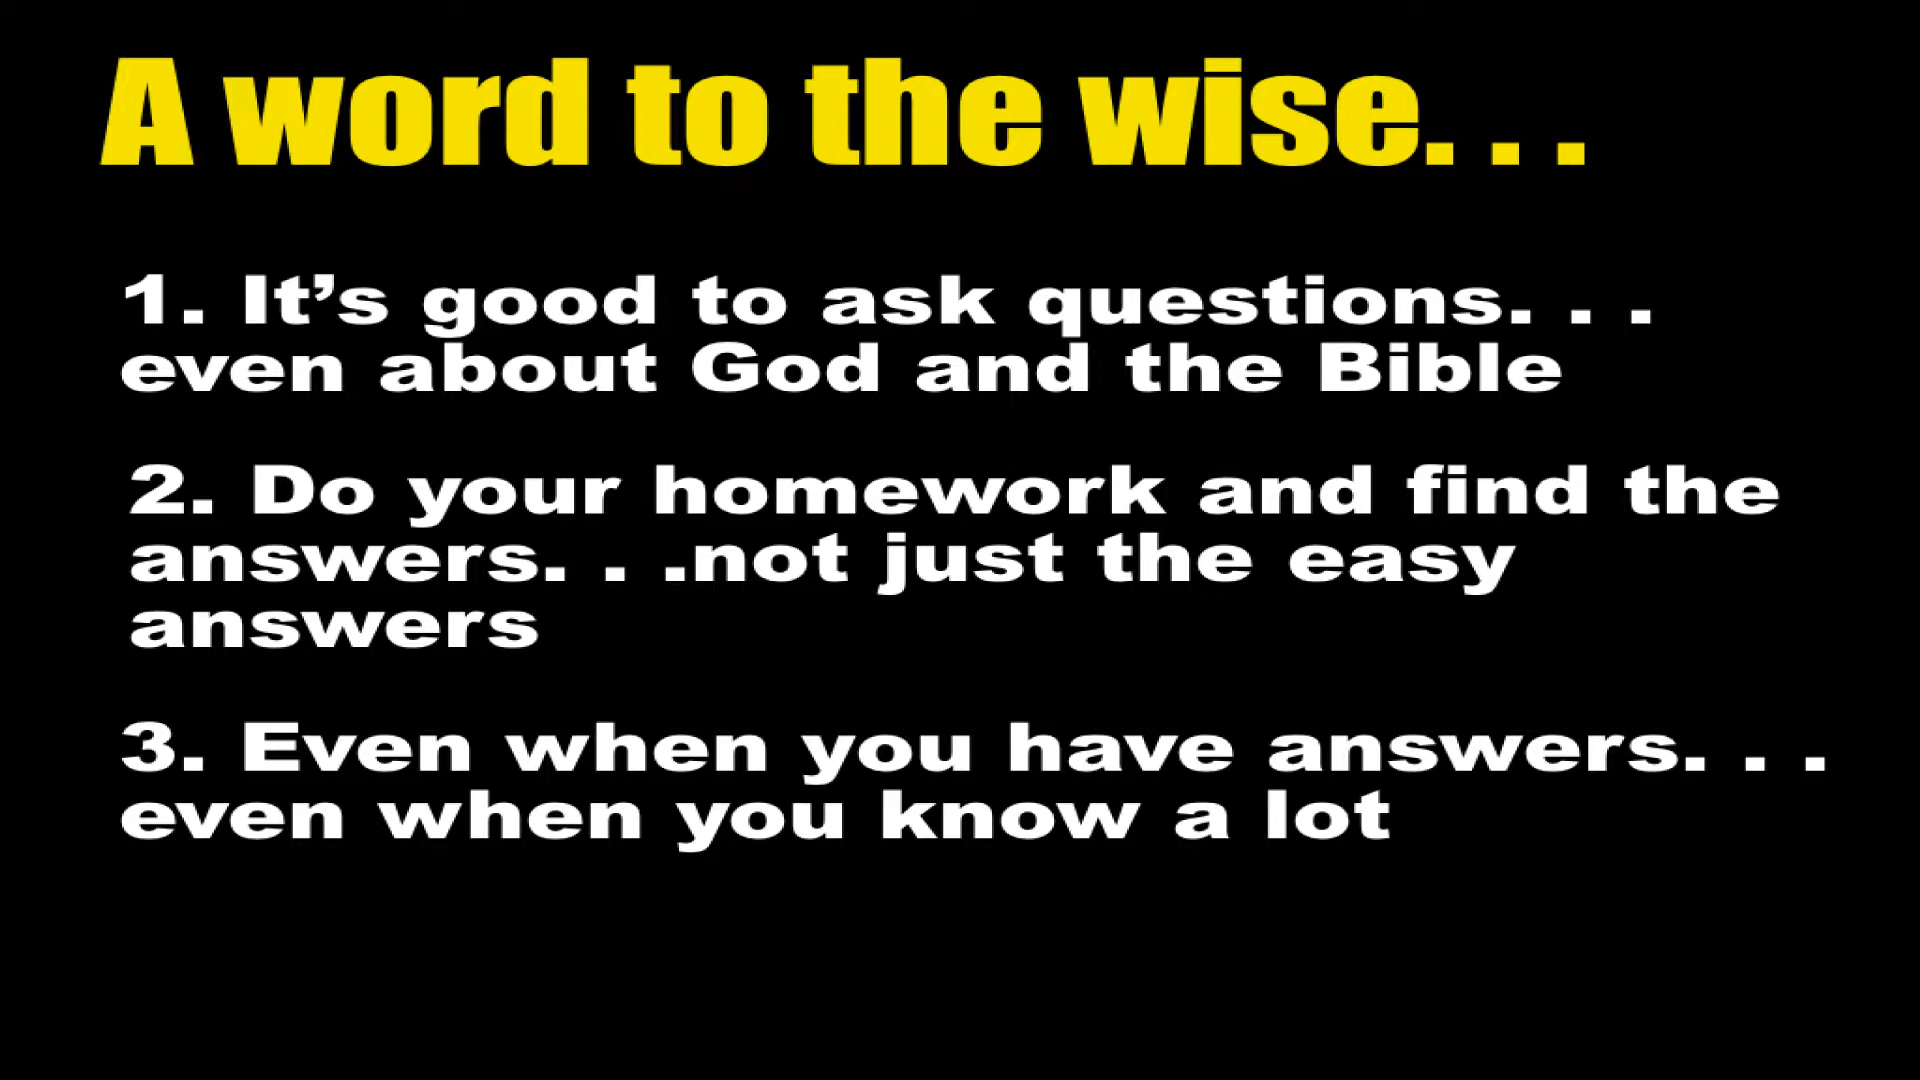 A word to the wise. . .
1. It’s good to ask questions. . .
even about God and the Bible
2. Do your homework and find the
answers. . .not just the easy
answers
3. Even when you have answers. . .
even when you know a lot